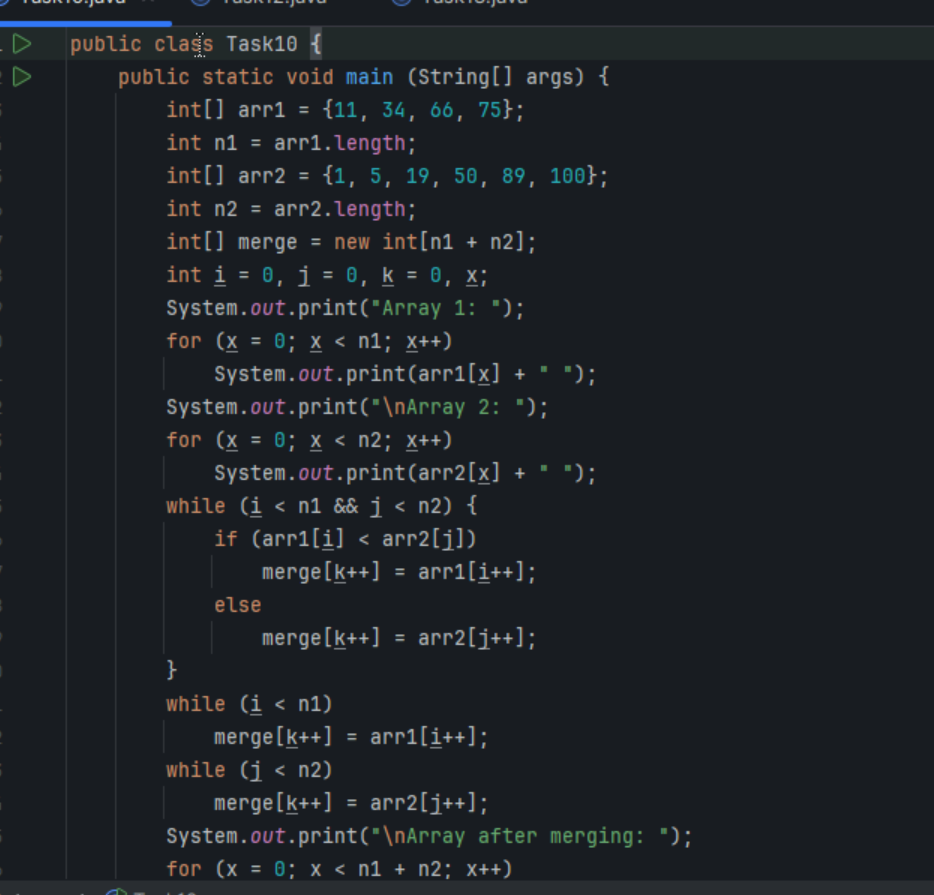 public class Task10 {
public static void main (String[] args) {
int[] arr1 = {11, 34, 66, 75};
int n1 = arr1.length;
int[] arr2 = {1, 5, 19, 50, 89, 100};
int n2 = arr2.length;
int[] merge = new int[n1 + n2];
int i = 0, j = 0, k = 0, x;
System.out.print("Array 1: ");
for (x = 0; x < n1; x++)
System.out.print(arr1[x] + " ");
System.out.print("\nArray 2: ");
for (x = 0; x < n2; x++)
System.out.print(arr2[x] + " ");
while (i < n1 && j < n2) {
if (arr1[i] < arr2[j])
merge[k++] = arr1[i++];
else
merge[k++] = arr2[j++];
}
while (i < n1)
merge[k++] = arr1[i++];
while (j < n2)
merge[k++] = arr2[j++];
System.out.print("\nArray after merging: ");
for (x = 0; x < n1 + n2; x++)